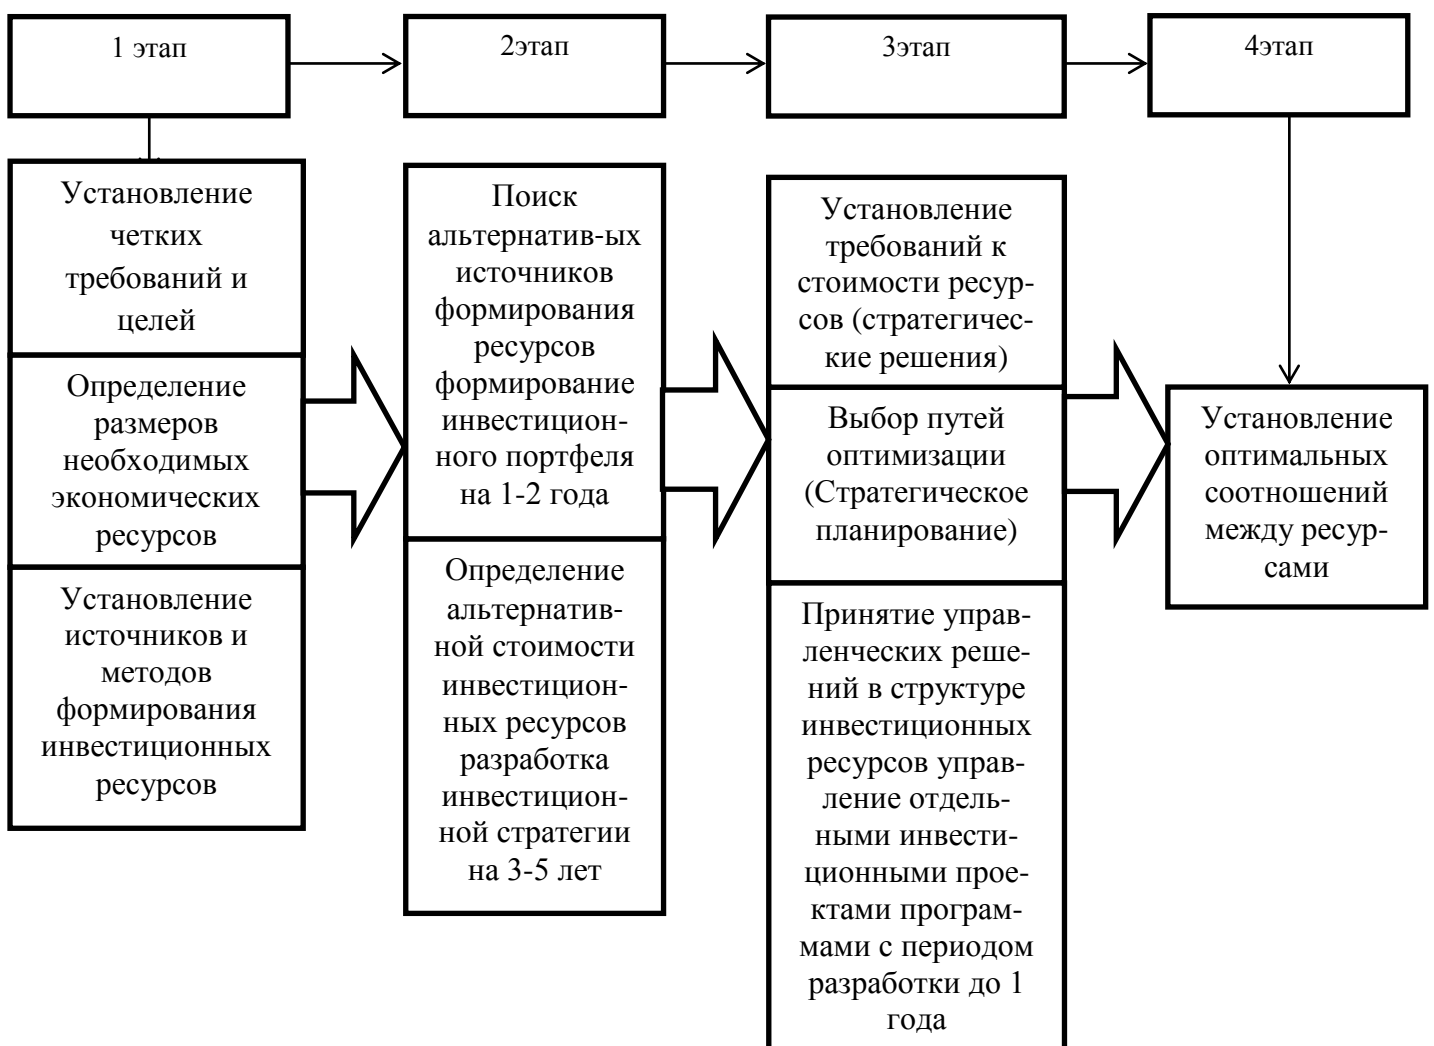 1 этап
2этап
3этап
4этап
Установление
четких
требований и
целей
Определение
размеров
необходимых
экономических
ресурсов
Установление
источников и
методов
формирования
инвестиционных
ресурсов
Поиск
альтернатив-ых
источников
формирования
ресурсов
формирование
инвестицион-
ного портфеля
на 1-2 года
Определение
альтернатив-
ной стоимости
инвестицион-
ных ресурсов
разработка
инвестицион-
ной стратегии
на 3-5 лет
Установление
требований к
стоимости ресур-
сов (стратегичес-
кие решения)
Выбор путей
оптимизации
(Стратегическое
планирование)
Принятие управ-
ленческих реше-
ний в структуре
инвестиционных
ресурсов управ-
ление отдель-
ными инвести-
ционными прое-
ктами програм-
мами с периодом
разработки до 1
года
Установление
оптимальных
соотношений
между ресур-
сами